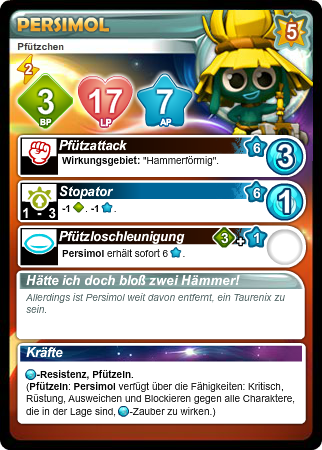 PERSIMOL
5
Pfützchen
2
3
BP
17
LP
7
AP
Pfützattack
6
3
Wirkungsgebiet: "Hammerförmig".
Stopator
6
1
1 - 3
-1 . -1 .
Pfützloschleunigung
3 + 1
Persimol erhält sofort 6 .
Hätte ich doch bloß zwei Hämmer!
Allerdings ist Persimol weit davon entfernt, ein Taurenix zu
sein.
Kräfte
-Resistenz, Pfützeln.
(Pfützeln: Persimol verfügt über die Fähigkeiten: Kritisch,
Rüstung, Ausweichen und Blockieren gegen alle Charaktere,
die in der Lage sind, -Zauber zu wirken.)